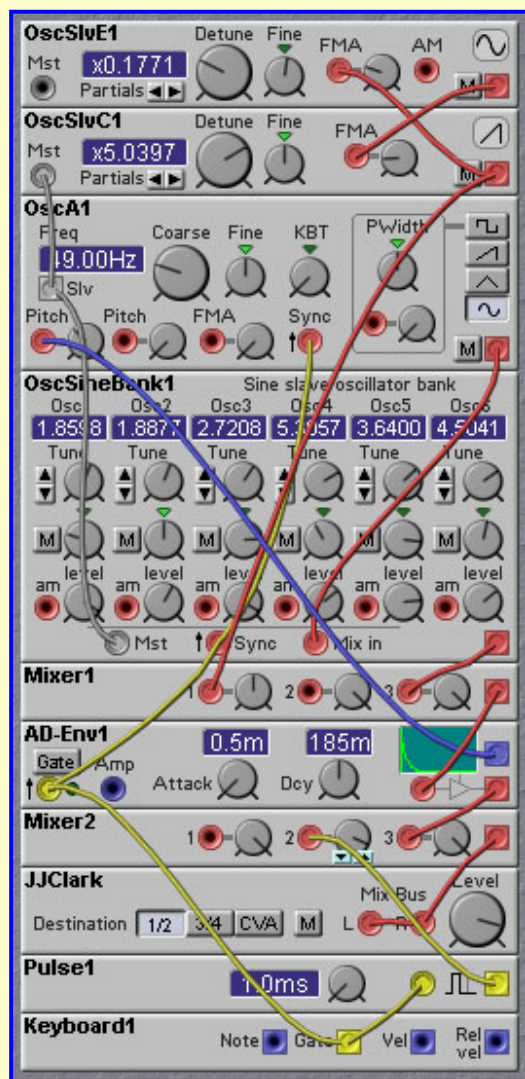 OscSlvE1
Detune Fine
Mst x0.1771 FMA AM
Partials M
OscSlvC1
Detune Fine
Mst x5.0397 FMA
Partials M
OscA1
Freq Coarse Fine KBT PWidth
49.00Hz
Slv
Pitch Pitch FMA Sync
M
OscSineBank1 Sine slave oscillator bank
Osc1 Osc2 Osc3 Osc4 Osc5 Osc6
1.8598 1.8877 2.7208 3.6400 4.5041
Tune Tune Tune Tune Tune Tune
M M M M M M
am level am level am level am level am level am level
Mst Sync Mix in
Mixer1
1 2 3
AD-Env1
Gate Amp 0.5m 185m
Attack Dcy
Mixer2
1 2 3
JJClark
Mix Bus Level
Destination 1/2 3/4 CVA M L R
Pulse1
1.0ms
Keyboard1
Note Gate Vel Rel vel